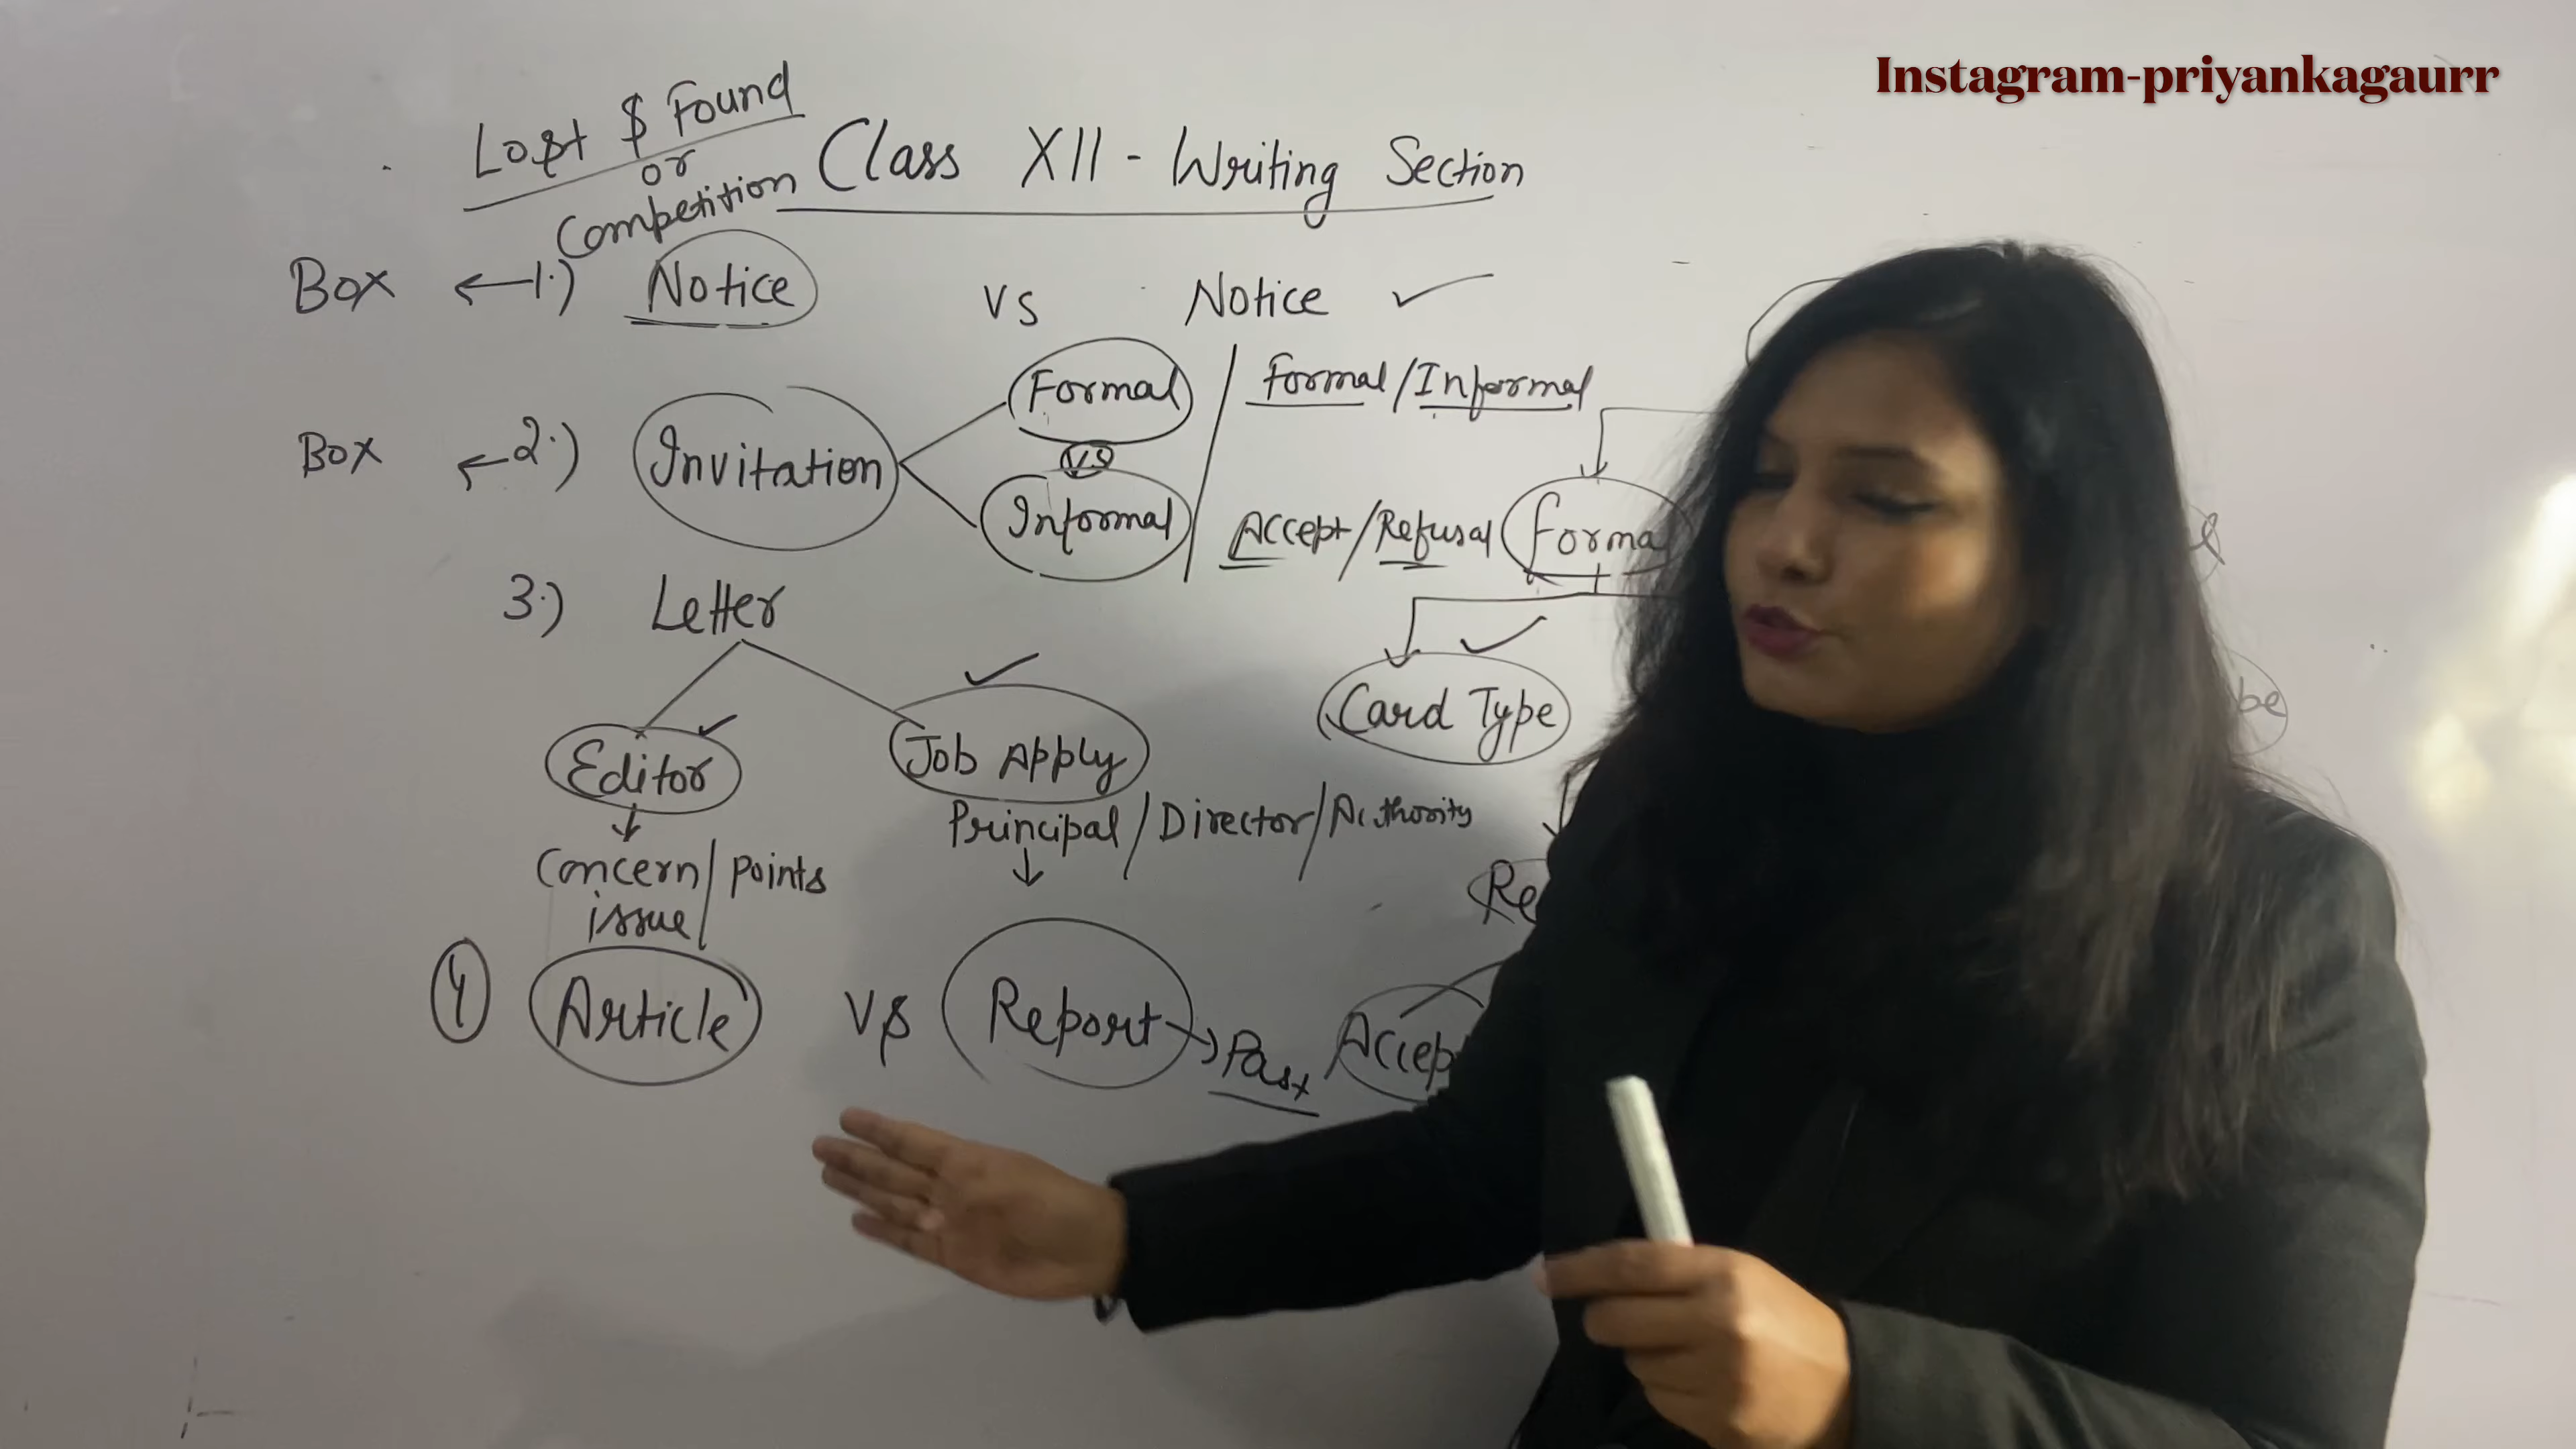 Instagram-priyankagaurr
Lost $ Found
or
Competition
Class XII - Writing Section
Box ← 1.) Notice vs Notice ✓
Formal / Formal / Informal
Box ← 2.) Invitation vs
Informal Accept / Refusal
Card Type
3.) Letter
Editor Job Apply
Principal / Director / Authority
Concern / Points
issue
4 Article vs Report → Past